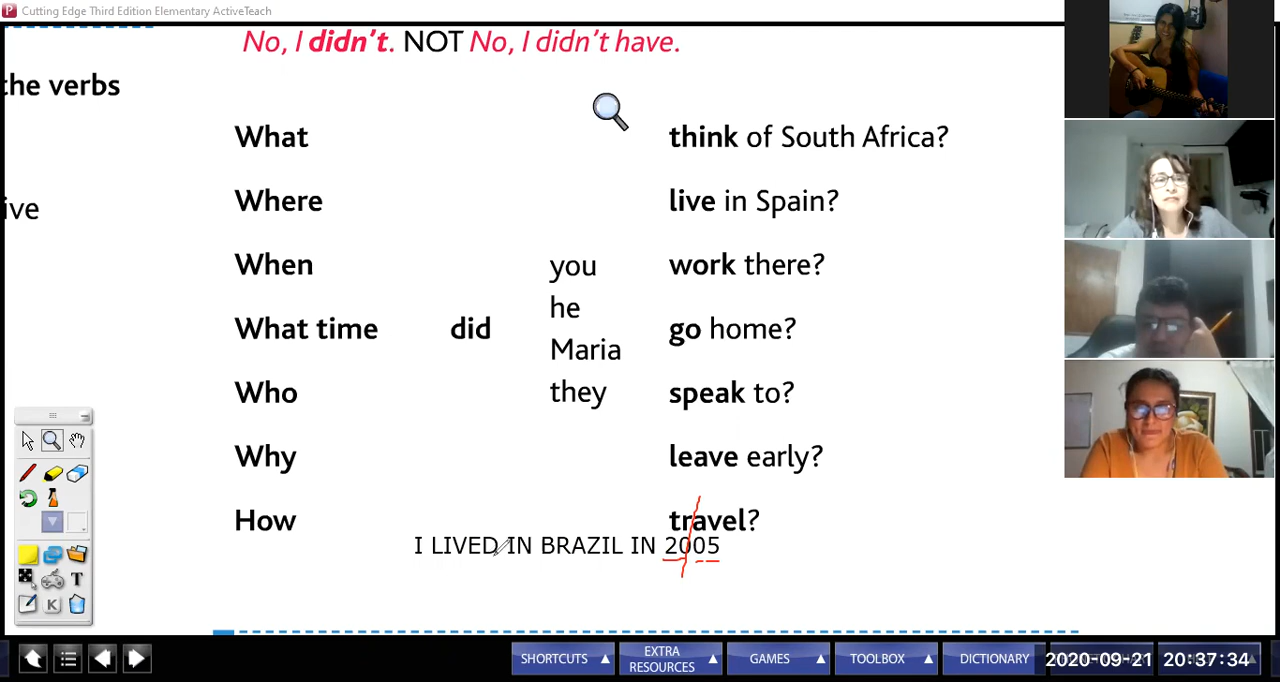 Cutting Edge Third Edition Elementary ActiveTeach
No, I didn't. NOT No, I didn't have.
the verbs
What think of South Africa?
Where live in Spain?
ive
When you work there?
he
What time did go home?
Maria
Who they speak to?
Why leave early?
How travel?
I LIVED IN BRAZIL IN 2005
T
K
SHORTCUTS
EXTRA
RESOURCES
GAMES
TOOLBOX
DICTIONARY
2020-09-21 20:37:34